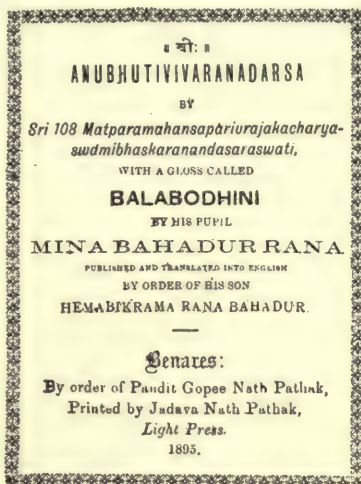 ॥ श्रीः ॥
ANUBHUTIVIVARANADARSA
BY
Sri 108 Matparamahansapârivrajakacharya-
swdmibhaskaranandasaraswati,
WITH A GLOSS CALLED
BALABODHINI
BY HIS PUPIL
MINA BAHADUR RANA
PUBLISHED AND TRANSLATED INTO ENGLISH
BY ORDER OF HIS SON
HEMABIKRAMA RANA BAHADUR.
Benares:
By order of Pandit Gopee Nath Pathak,
Printed by Jadava Nath Pathak,
Light Press.
1895.